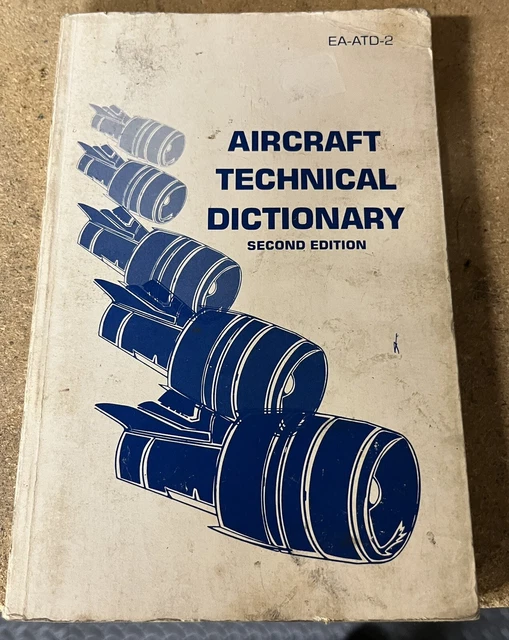 EA-ATD-2
AIRCRAFT
TECHNICAL
DICTIONARY
SECOND EDITION